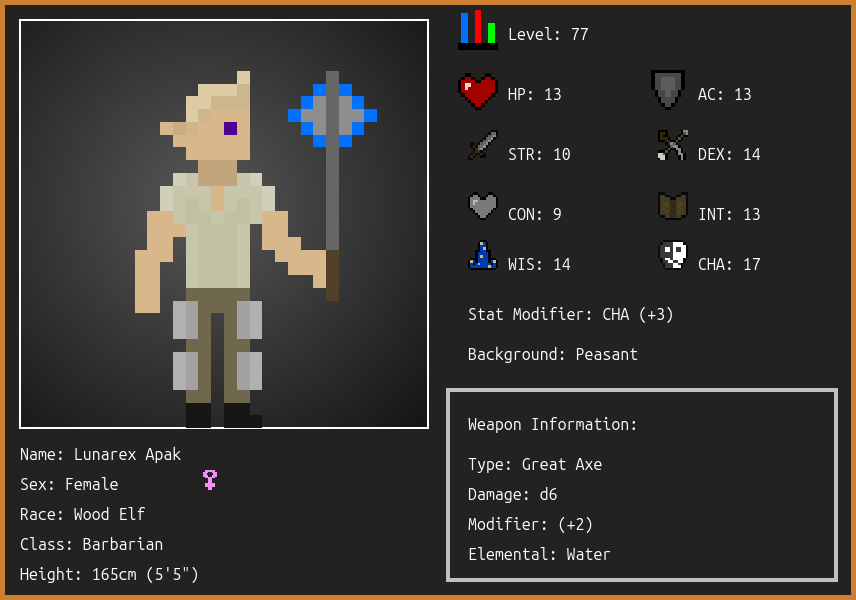 Level: 77
HP: 13
AC: 13
STR: 10
DEX: 14
CON: 9
INT: 13
WIS: 14
CHA: 17
Stat Modifier: CHA (+3)
Background: Peasant
Weapon Information:
Type: Great Axe
Damage: d6
Modifier: (+2)
Elemental: Water
Name: Lunarex Apak
Sex: Female
Race: Wood Elf
Class: Barbarian
Height: 165cm (5'5")